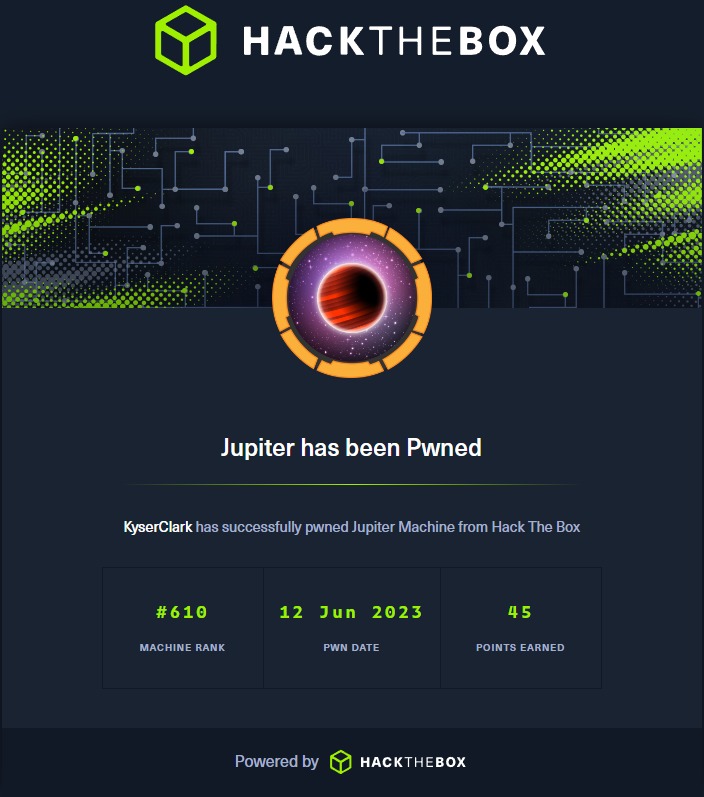 HACKTHEBOX
Jupiter has been Pwned
KyserClark has successfully pwned Jupiter Machine from Hack The Box
#610 12 Jun 2023 45
MACHINE RANK PWN DATE POINTS EARNED
Powered by HACKTHEBOX